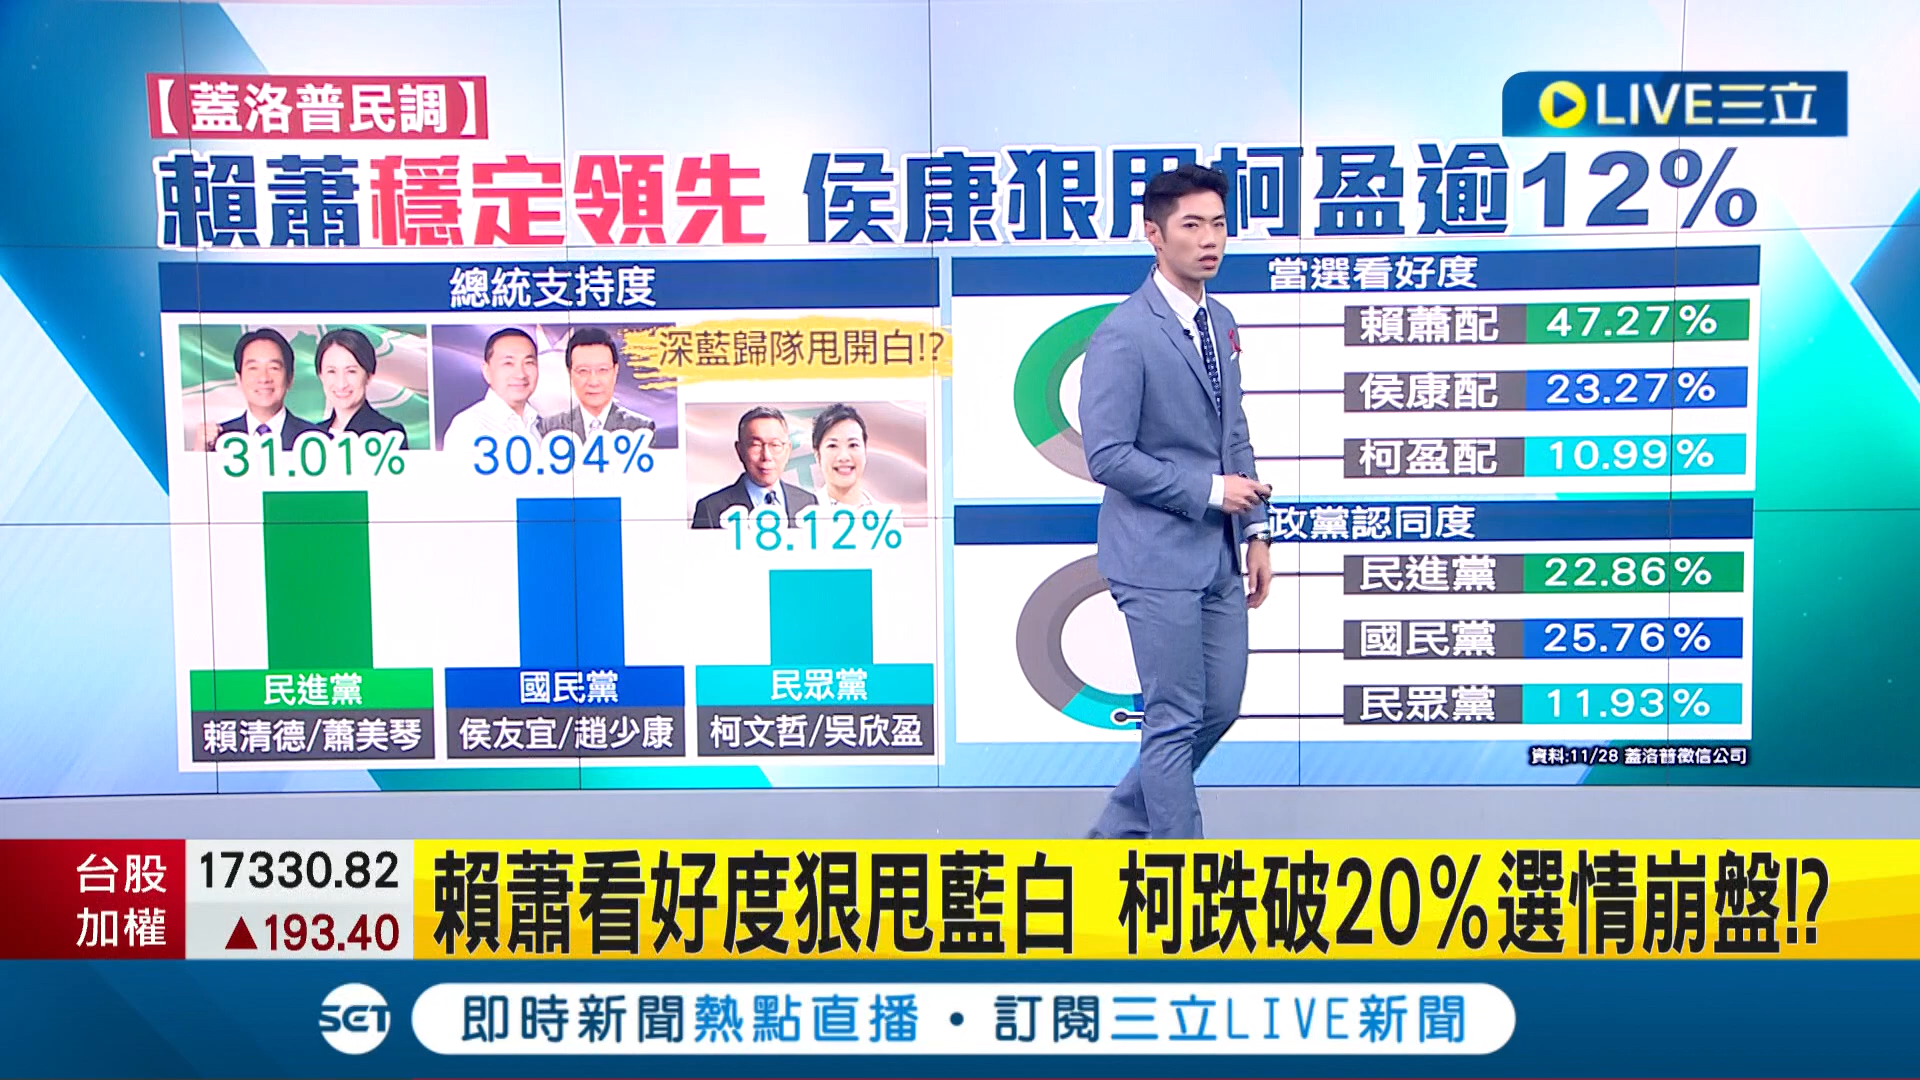 【蓋洛普民調】
LIVE三立
賴蕭穩定領先 侯康狠甩柯盈逾12%
總統支持度
深藍歸隊甩開白!?
31.01%
30.94%
18.12%
民進黨
國民黨
民眾黨
賴清德/蕭美琴
侯友宜/趙少康
柯文哲/吳欣盈
當選看好度
賴蕭配 47.27%
侯康配 23.27%
柯盈配 10.99%
政黨認同度
民進黨 22.86%
國民黨 25.76%
民眾黨 11.93%
資料:11/28 蓋洛普徵信公司
台股 17330.82
加權 ▲193.40
賴蕭看好度狠甩藍白 柯跌破20%選情崩盤!?
SET 即時新聞熱點直播・訂閱三立LIVE新聞